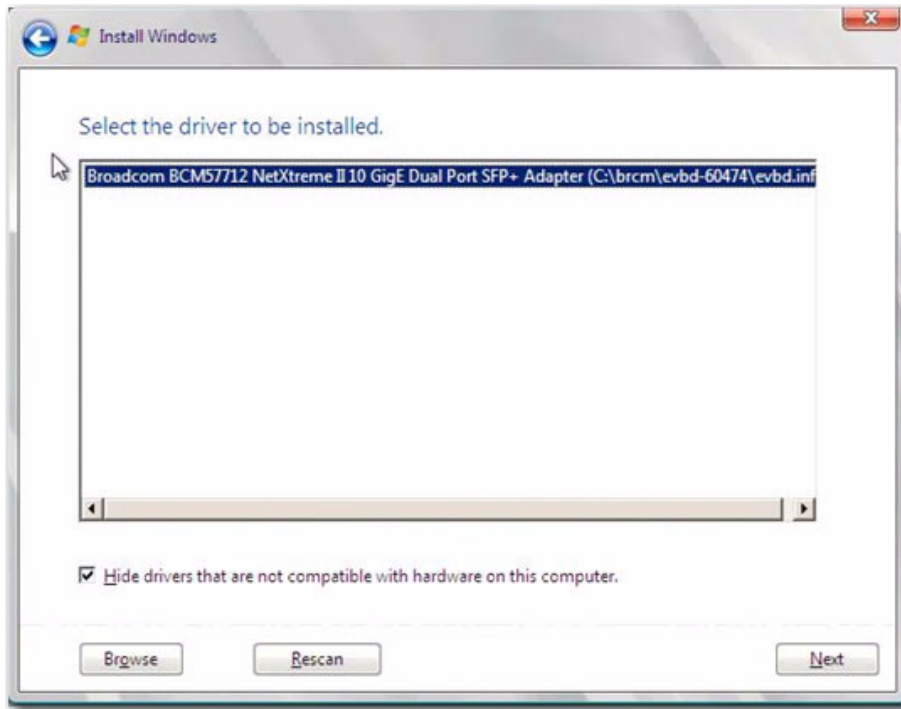 Install Windows
Select the driver to be installed.
Broadcom BCM57712 NetXtreme II 10 GigE Dual Port SFP+ Adapter (C:\brcm\evbd-60474\evbd.inf
Hide drivers that are not compatible with hardware on this computer.
Browse Rescan Next